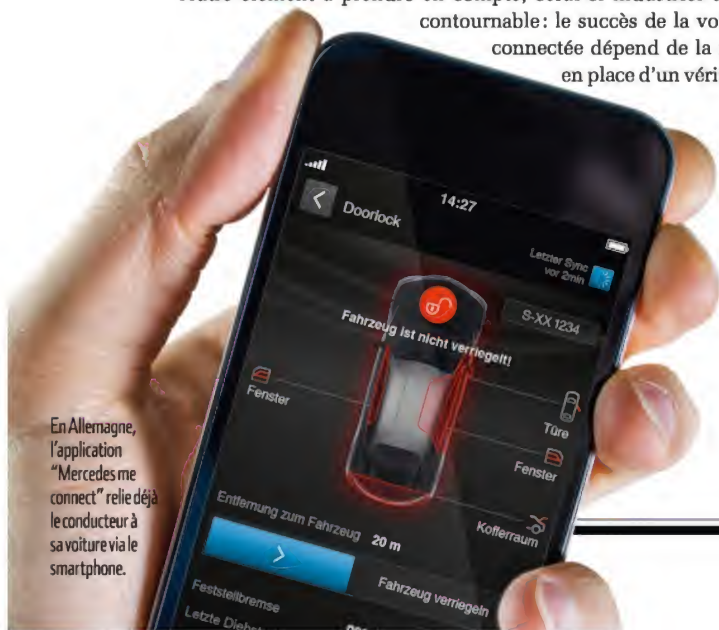 contournable: le succès de la
connectée dépend de la
en place d'un
14:27
Doorlock
Letzter Sync
vor 2min
S-XX 1234
Fahrzeug ist nicht verriegelt!
Fenster
Türe
Fenster
Kofferraum
Entfernung zum Fahrzeug 20 m
>
Fahrzeug verriegeln
Feststellbremse
Letzte
En Allemagne,
l'application
"Mercedes me
connect" relie déjà
le conducteur à
sa voiture via le
smartphone.